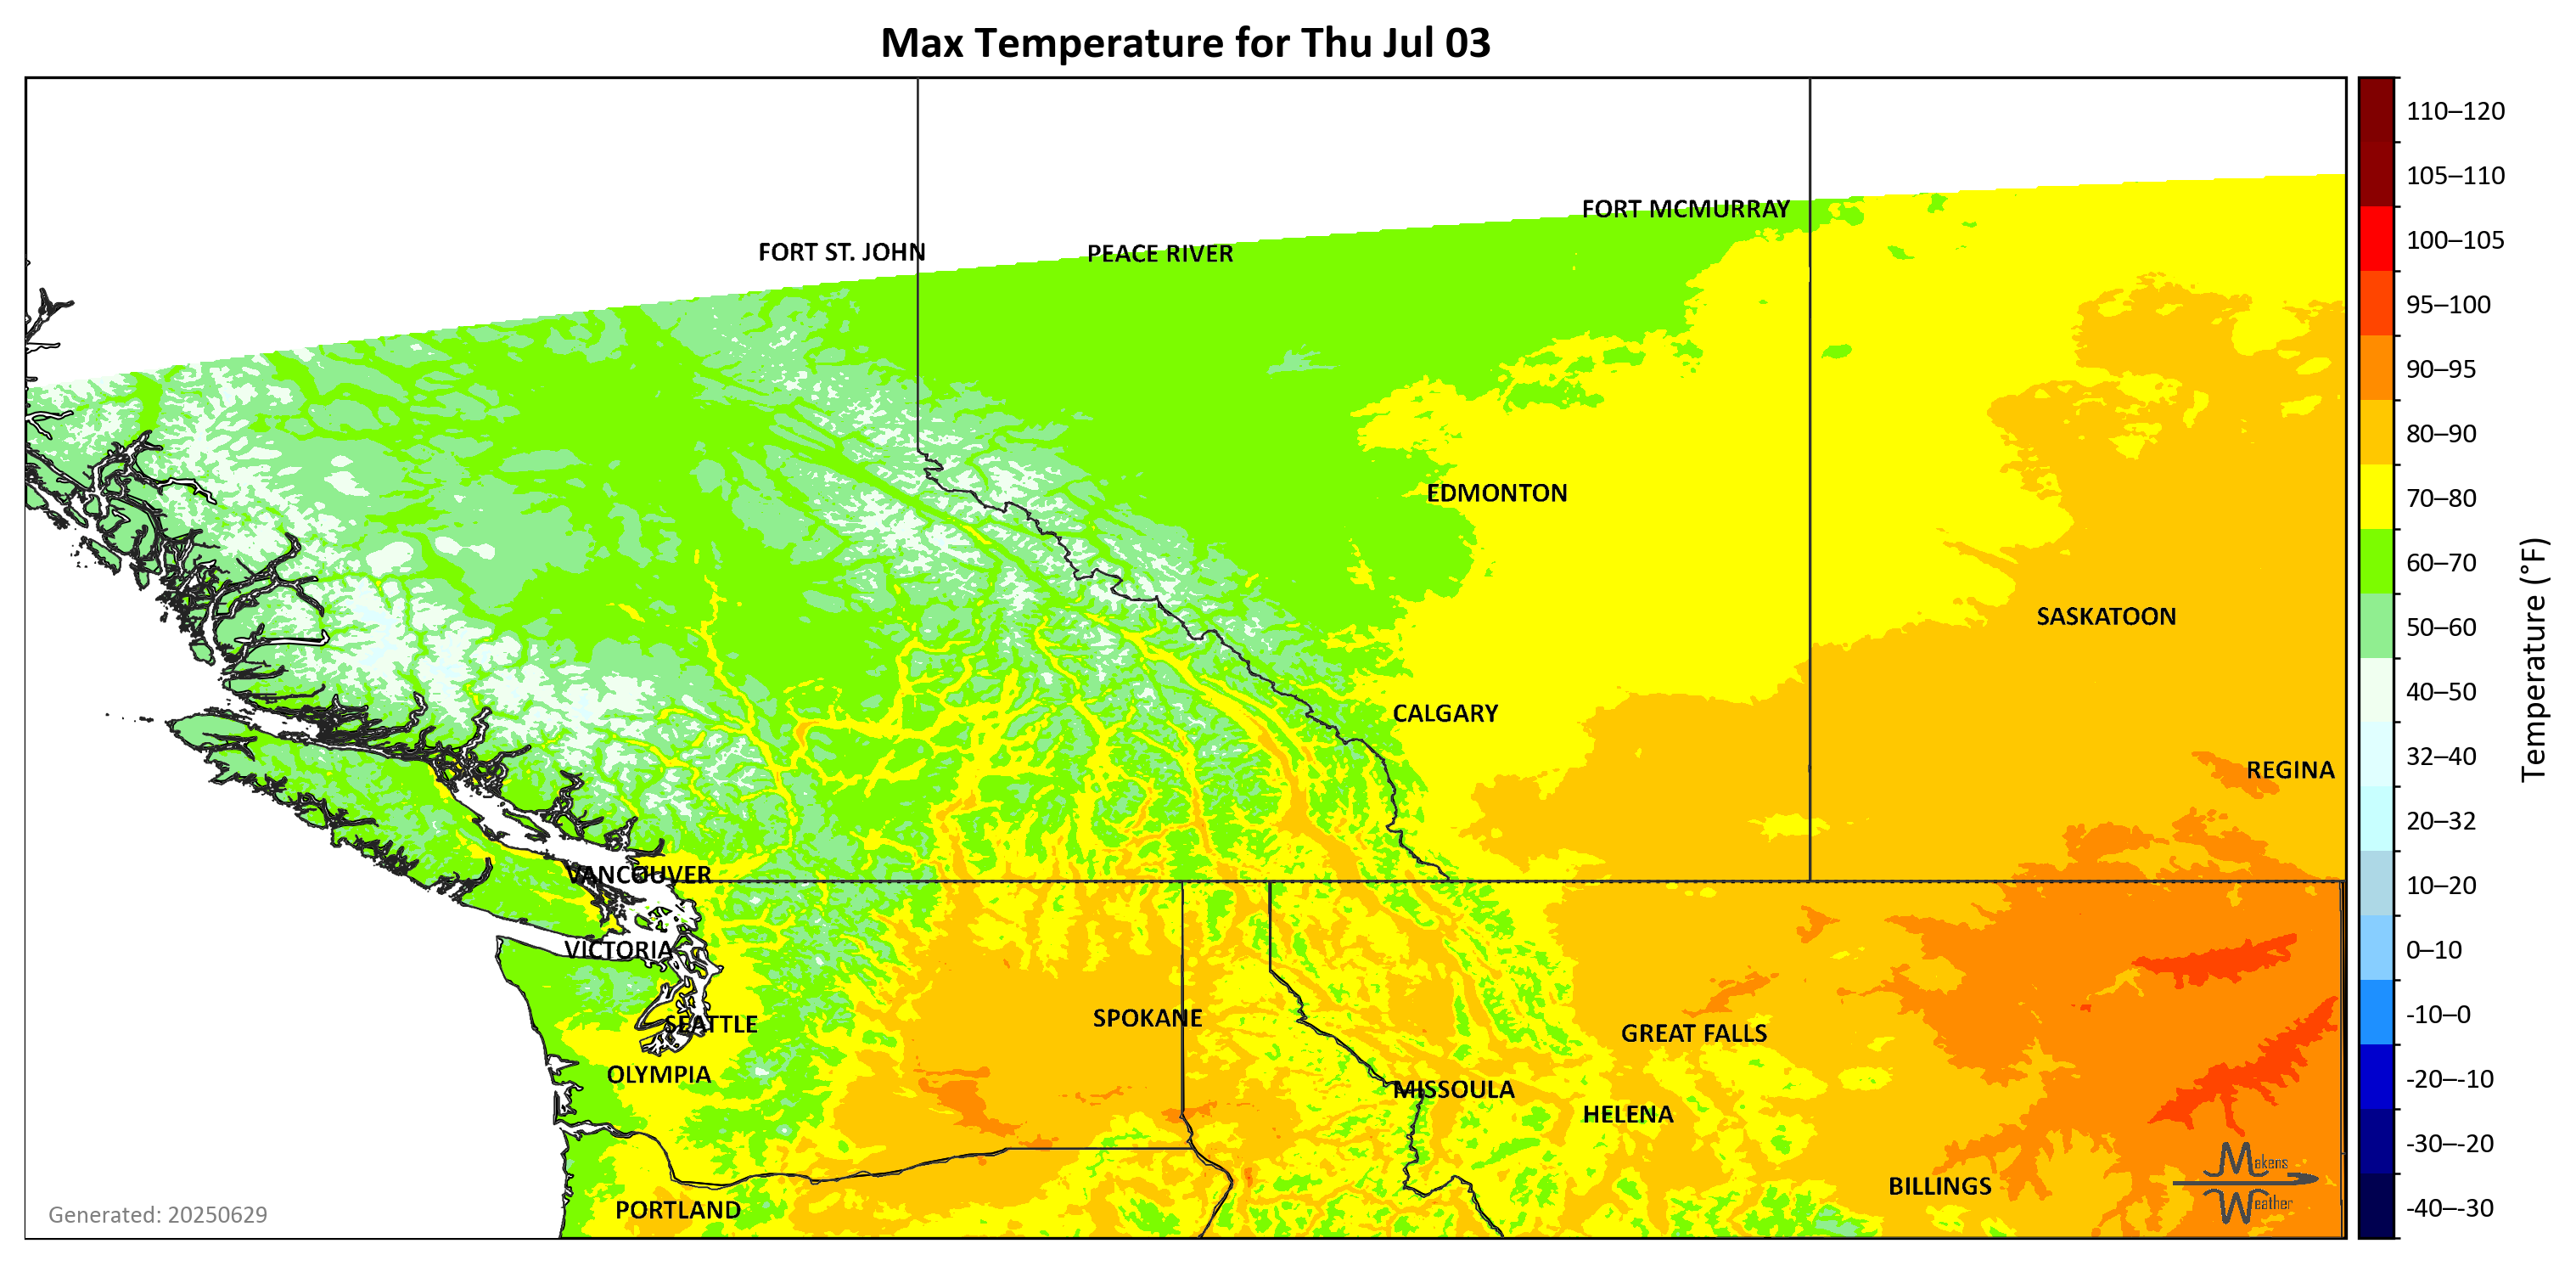 Max Temperature for Thu Jul 03
FORT MCMURRAY
FORT ST. JOHN
PEACE RIVER
EDMONTON
SASKATOON
CALGARY
REGINA
VANCOUVER
VICTORIA
SEATTLE
SPOKANE
GREAT FALLS
OLYMPIA
MISSOULA
HELENA
BILLINGS
PORTLAND
Makens
Weather
Generated: 20250629
110–120
105–110
100–105
95–100
90–95
80–90
70–80
60–70
50–60
40–50
32–40
20–32
10–20
0–10
-10–0
-20–-10
-30–-20
-40–-30
Temperature (°F)